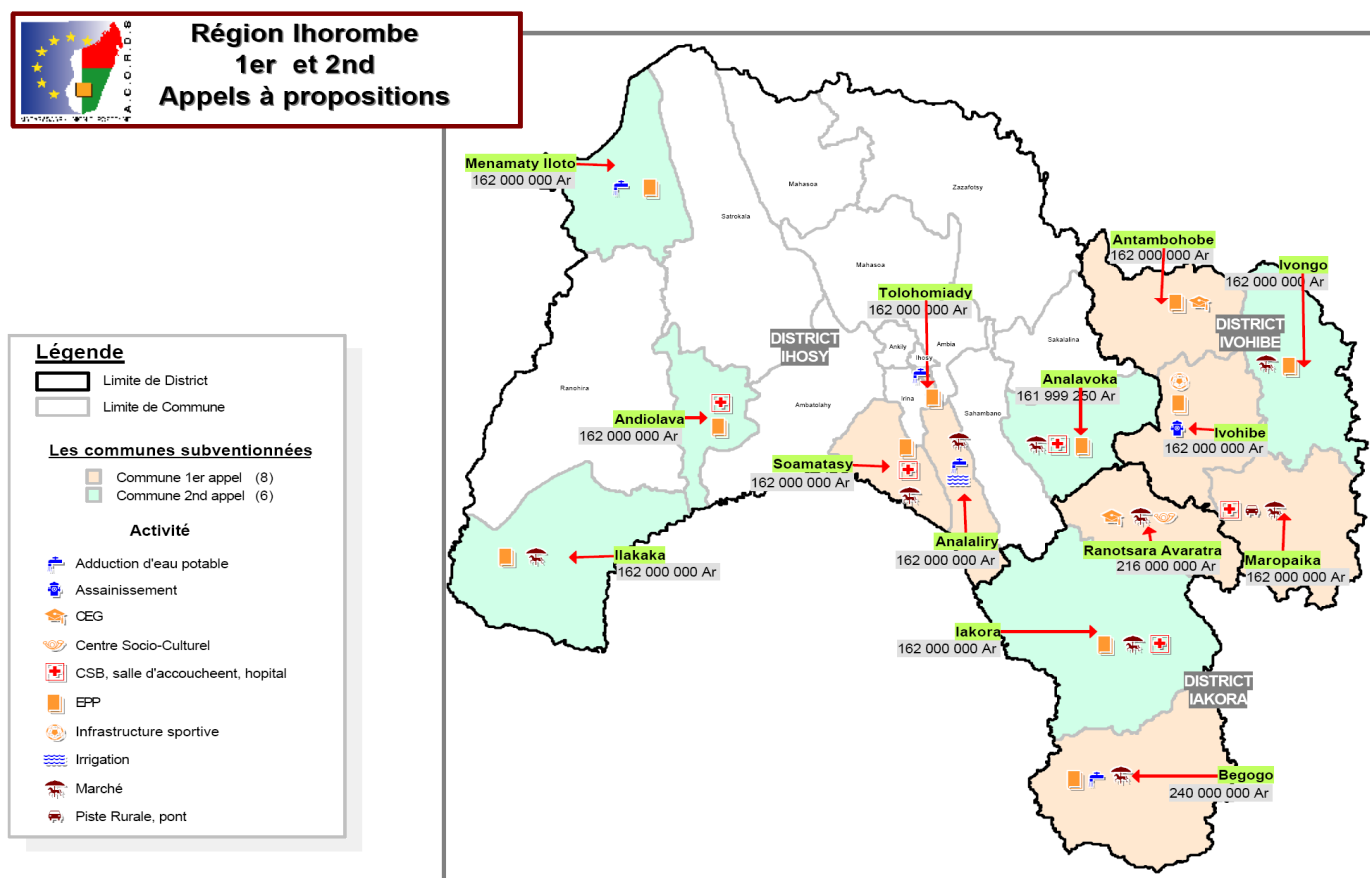 Région Ihorombe
1er et 2nd
Appels à propositions
A.C.O.R.D.S
Légende
Limite de District
Limite de Commune
Les communes subventionnées
Commune 1er appel (8)
Commune 2nd appel (6)
Activité
Adduction d'eau potable
Assainissement
CEG
Centre Socio-Culturel
CSB, salle d'accoucheent, hopital
EPP
Infrastructure sportive
Irrigation
Marché
Piste Rurale, pont
Menamaty Iloto
162 000 000 Ar
Satrokala
Mahasoa
Zazafotsy
Mahasoa
Tolohomiady
162 000 000 Ar
Antambohobe
162 000 000 Ar
Ivongo
162 000 000 Ar
DISTRICT
IVOHIBE
DISTRICT
IHOSY
Ankily
Ambia
Ihosy
Sakalalina
Ranohira
Ambatolahy
Irina
Sahambano
Analavoka
161 999 250 Ar
Andiolava
162 000 000 Ar
Ivohibe
162 000 000 Ar
Soamatasy
162 000 000 Ar
Ilakaka
162 000 000 Ar
Analaliry
162 000 000 Ar
Ranotsara Avaratra
216 000 000 Ar
Maropaika
162 000 000 Ar
Iakora
162 000 000 Ar
DISTRICT
IAKORA
Begogo
240 000 000 Ar